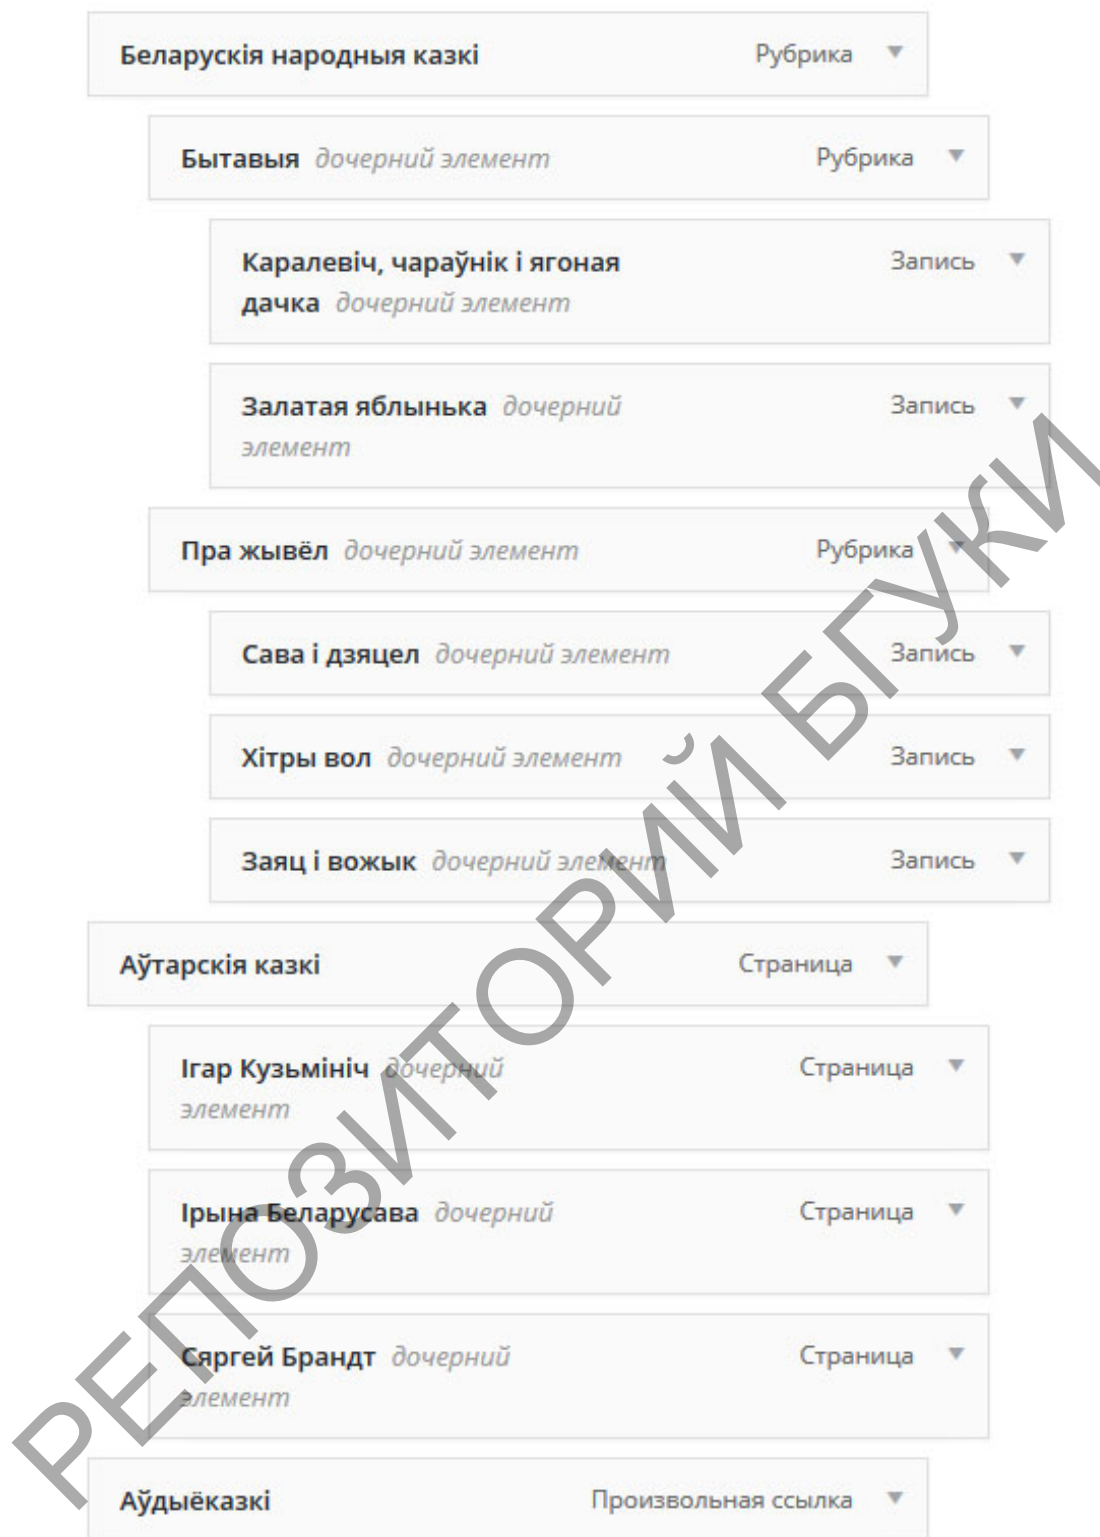 Беларускія народныя казкі Рубрика
Бытавыя дочерний элемент Рубрика
Каралевіч, чараўнік і ягоная Запись
дачка дочерний элемент
Залатая яблынька дочерний Запись
элемент
Пра жывёл дочерний элемент Рубрика
Сава і дзяцел дочерний элемент Запись
Хітры вол дочерний элемент Запись
Заяц і вожык дочерний элемент Запись
Аўтарскія казкі Страница
Ігар Кузьмініч дочерний Страница
элемент
Ірына Беларусава дочерний Страница
элемент
Сяргей Брандт дочерний Страница
элемент
Аўдыёказкі Произвольная ссылка
РЕПОЗИТОРИЙ БГУКИ